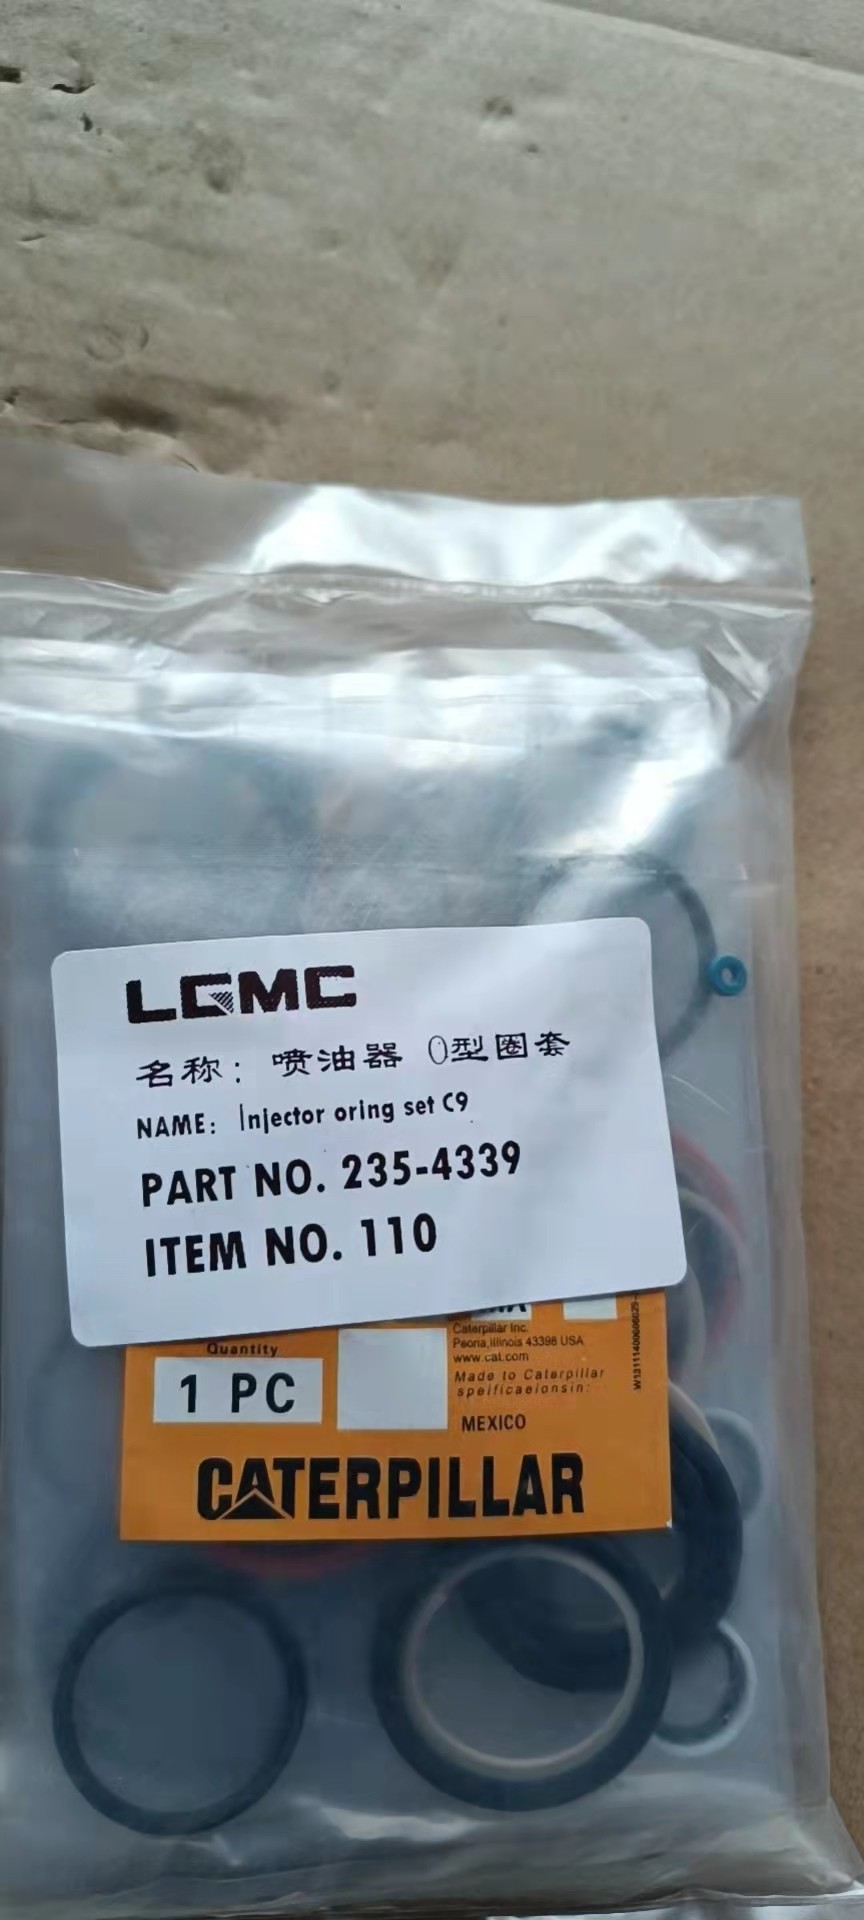 LGMC
名称：喷油器 O型圈套
NAME: Injector oring set C9
PART NO. 235-4339
ITEM NO. 110
Quantity
1 PC
Caterpillar Inc.
Peoria,Illinois 43398 USA
www.cat.com
Made to Caterpillar
speificaeionsin:
MEXICO
CATERPILLAR